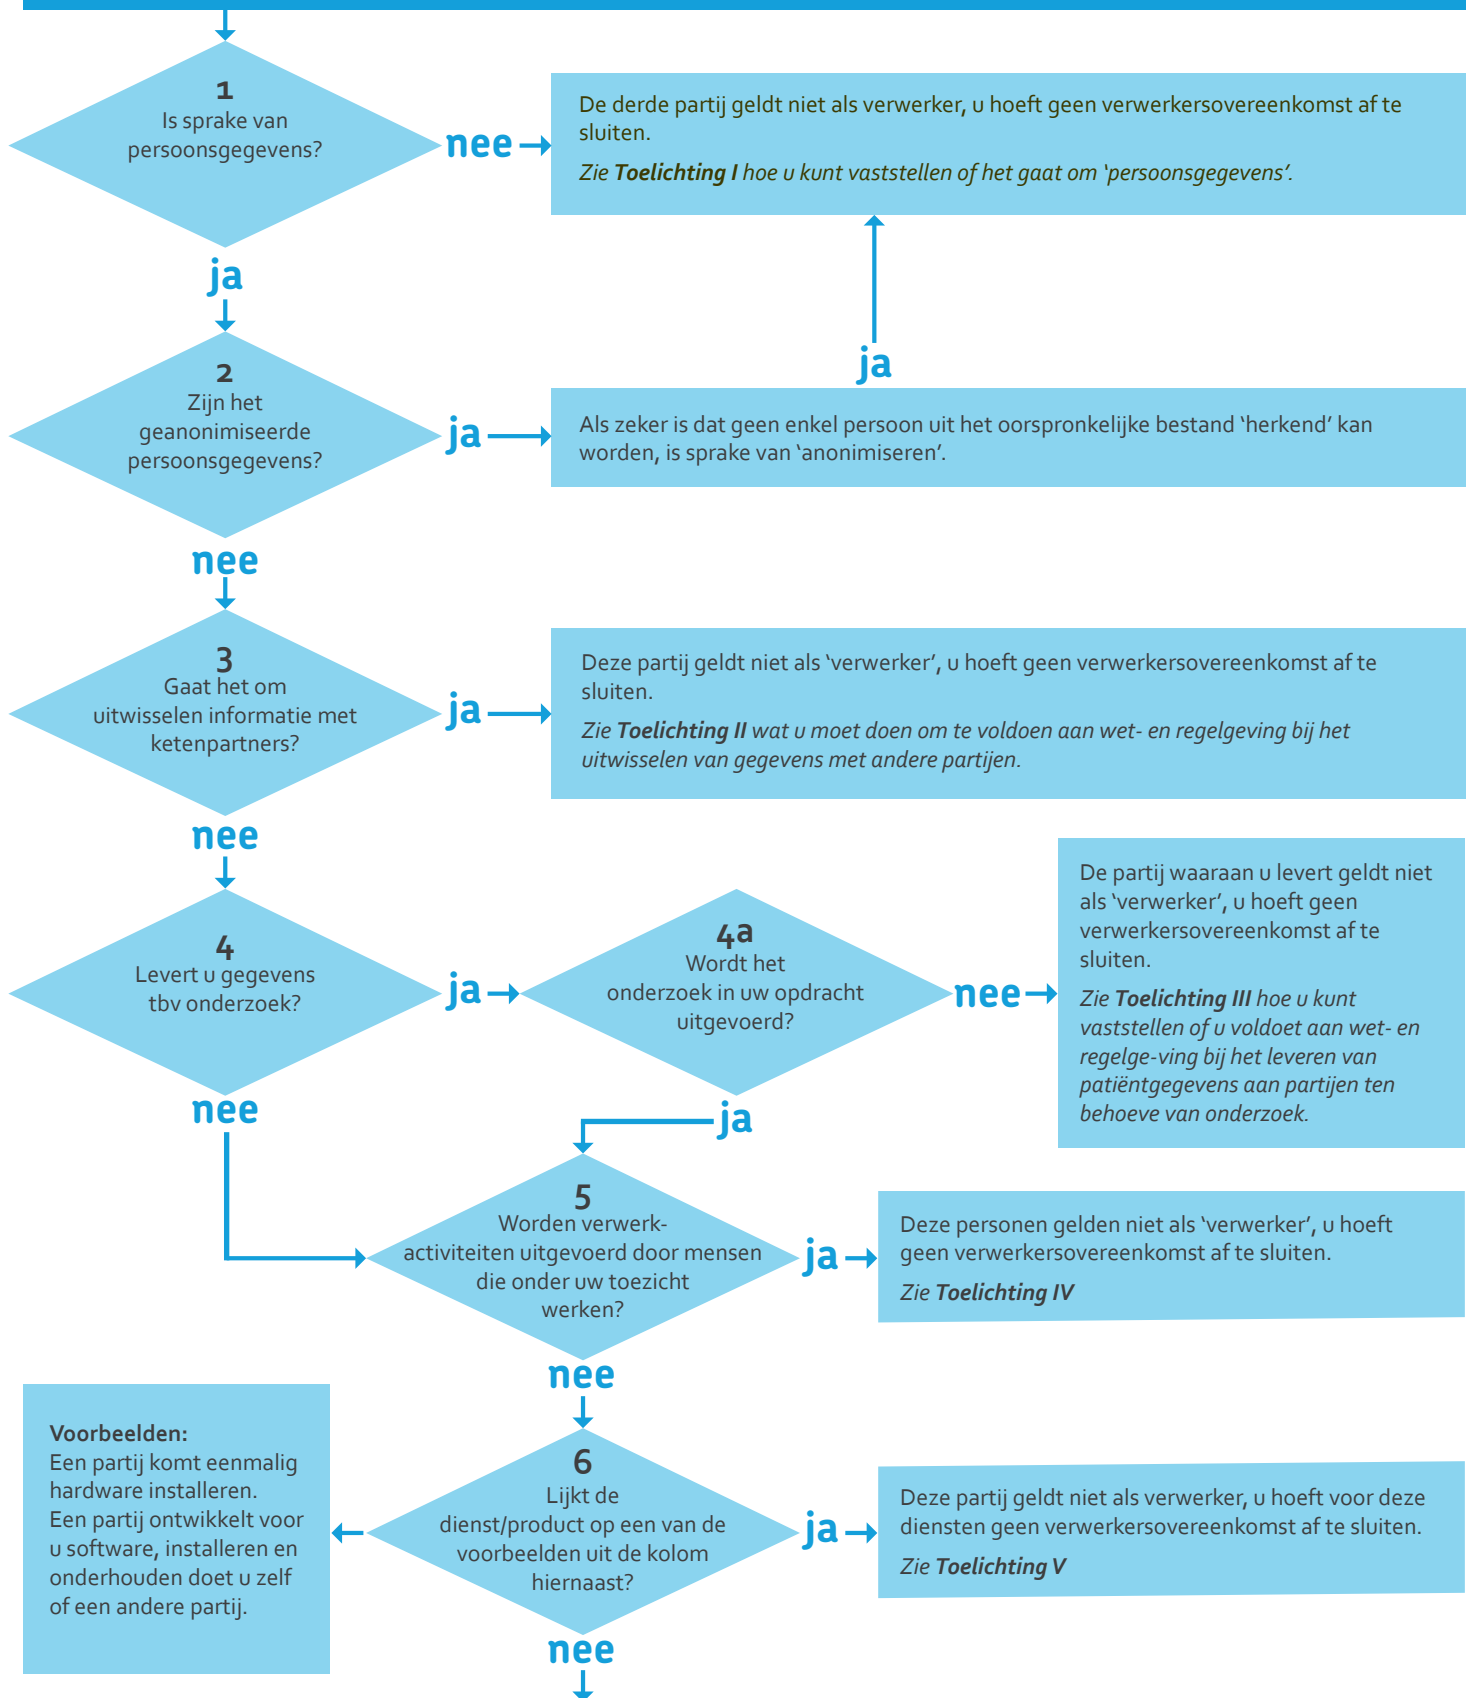 1
Is sprake van
persoonsgegevens?
nee
De derde partij geldt niet als verwerker, u hoeft geen verwerkersovereenkomst af te
sluiten.
Zie Toelichting I hoe u kunt vaststellen of het gaat om ‘persoonsgegevens’.
ja
ja
2
Zijn het
geanonimiseerde
persoonsgegevens?
ja
Als zeker is dat geen enkel persoon uit het oorspronkelijke bestand ‘herkend’ kan
worden, is sprake van ‘anonimiseren’.
nee
3
Gaat het om
uitwisselen informatie met
ketenpartners?
ja
Deze partij geldt niet als ‘verwerker’, u hoeft geen verwerkersovereenkomst af te
sluiten.
Zie Toelichting II wat u moet doen om te voldoen aan wet- en regelgeving bij het
uitwisselen van gegevens met andere partijen.
nee
4
Levert u gegevens
tbv onderzoek?
ja
4a
Wordt het
onderzoek in uw opdracht
uitgevoerd?
nee
De partij waaraan u levert geldt niet
als ‘verwerker’, u hoeft geen
verwerkersovereenkomst af te
sluiten.
Zie Toelichting III hoe u kunt
vaststellen of u voldoet aan wet- en
regelge-ving bij het leveren van
patiëntgegevens aan partijen ten
behoeve van onderzoek.
nee
ja
5
Worden verwerk-
activiteiten uitgevoerd door mensen
die onder uw toezicht
werken?
ja
Deze personen gelden niet als ‘verwerker’, u hoeft
geen verwerkersovereenkomst af te sluiten.
Zie Toelichting IV
nee
Voorbeelden:
Een partij komt eenmalig
hardware installeren.
Een partij ontwikkelt voor
u software, installeren en
onderhouden doet u zelf
of een andere partij.
6
Lijkt de
dienst/product op een van de
voorbeelden uit de kolom
hiernaast?
ja
Deze partij geldt niet als verwerker, u hoeft voor deze
diensten geen verwerkersovereenkomst af te sluiten.
Zie Toelichting V
nee